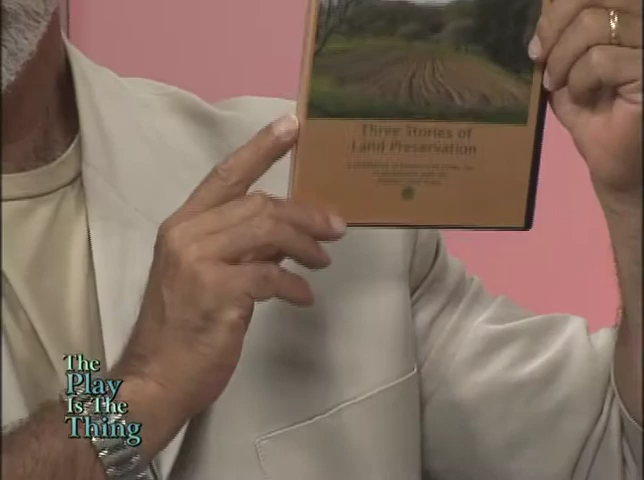 Three Stories of
Land Preservation
The
Play
Is The
Thing